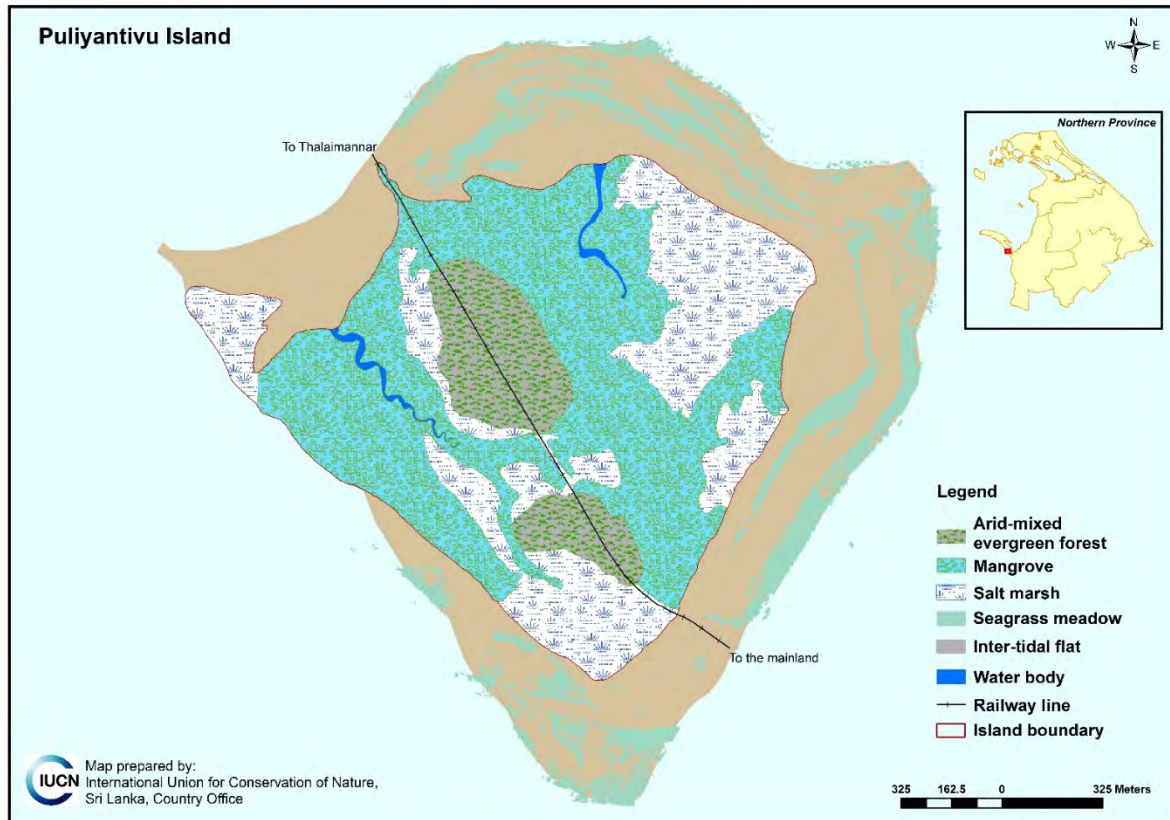 Puliyantivu Island
N
W E
S
Northern Province
To Thalaimannar
To the mainland
Legend
Arid-mixed
evergreen forest
Mangrove
Salt marsh
Seagrass meadow
Inter-tidal flat
Water body
Railway line
Island boundary
325 162.5 0 325 Meters
IUCN
Map prepared by:
International Union for Conservation of Nature,
Sri Lanka, Country Office